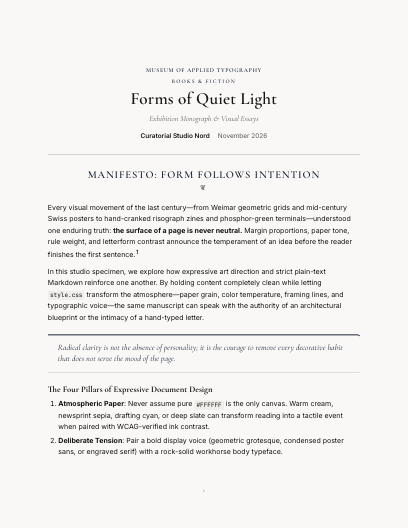 MUSEUM OF APPLIED TYPOGRAPHY
BOOKS & FICTION
Forms of Quiet Light
Exhibition Monograph & Visual Essays
Curatorial Studio Nord November 2026
MANIFESTO: FORM FOLLOWS INTENTION
Every visual movement of the last century—from Weimar geometric grids and mid-century
Swiss posters to hand-cranked risograph zines and phosphor-green terminals—understood
one enduring truth: the surface of a page is never neutral. Margin proportions, paper tone,
rule weight, and letterform contrast announce the temperament of an idea before the reader
finishes the first sentence.1
In this studio specimen, we explore how expressive art direction and strict plain-text
Markdown reinforce one another. By holding content completely clean while letting
style.css transform the atmosphere—paper grain, color temperature, framing lines, and
typographic voice—the same manuscript can speak with the authority of an architectural
blueprint or the intimacy of a hand-typed letter.
Radical clarity is not the absence of personality; it is the courage to remove every decorative habit
that does not serve the mood of the page.
The Four Pillars of Expressive Document Design
1. Atmospheric Paper: Never assume pure #FFFFFF is the only canvas. Warm cream,
newsprint sepia, drafting cyan, or deep slate can transform reading into a tactile event
when paired with WCAG-verified ink contrast.
2. Deliberate Tension: Pair a bold display voice (geometric grotesque, condensed poster
sans, or engraved serif) with a rock-solid workhorse body typeface.